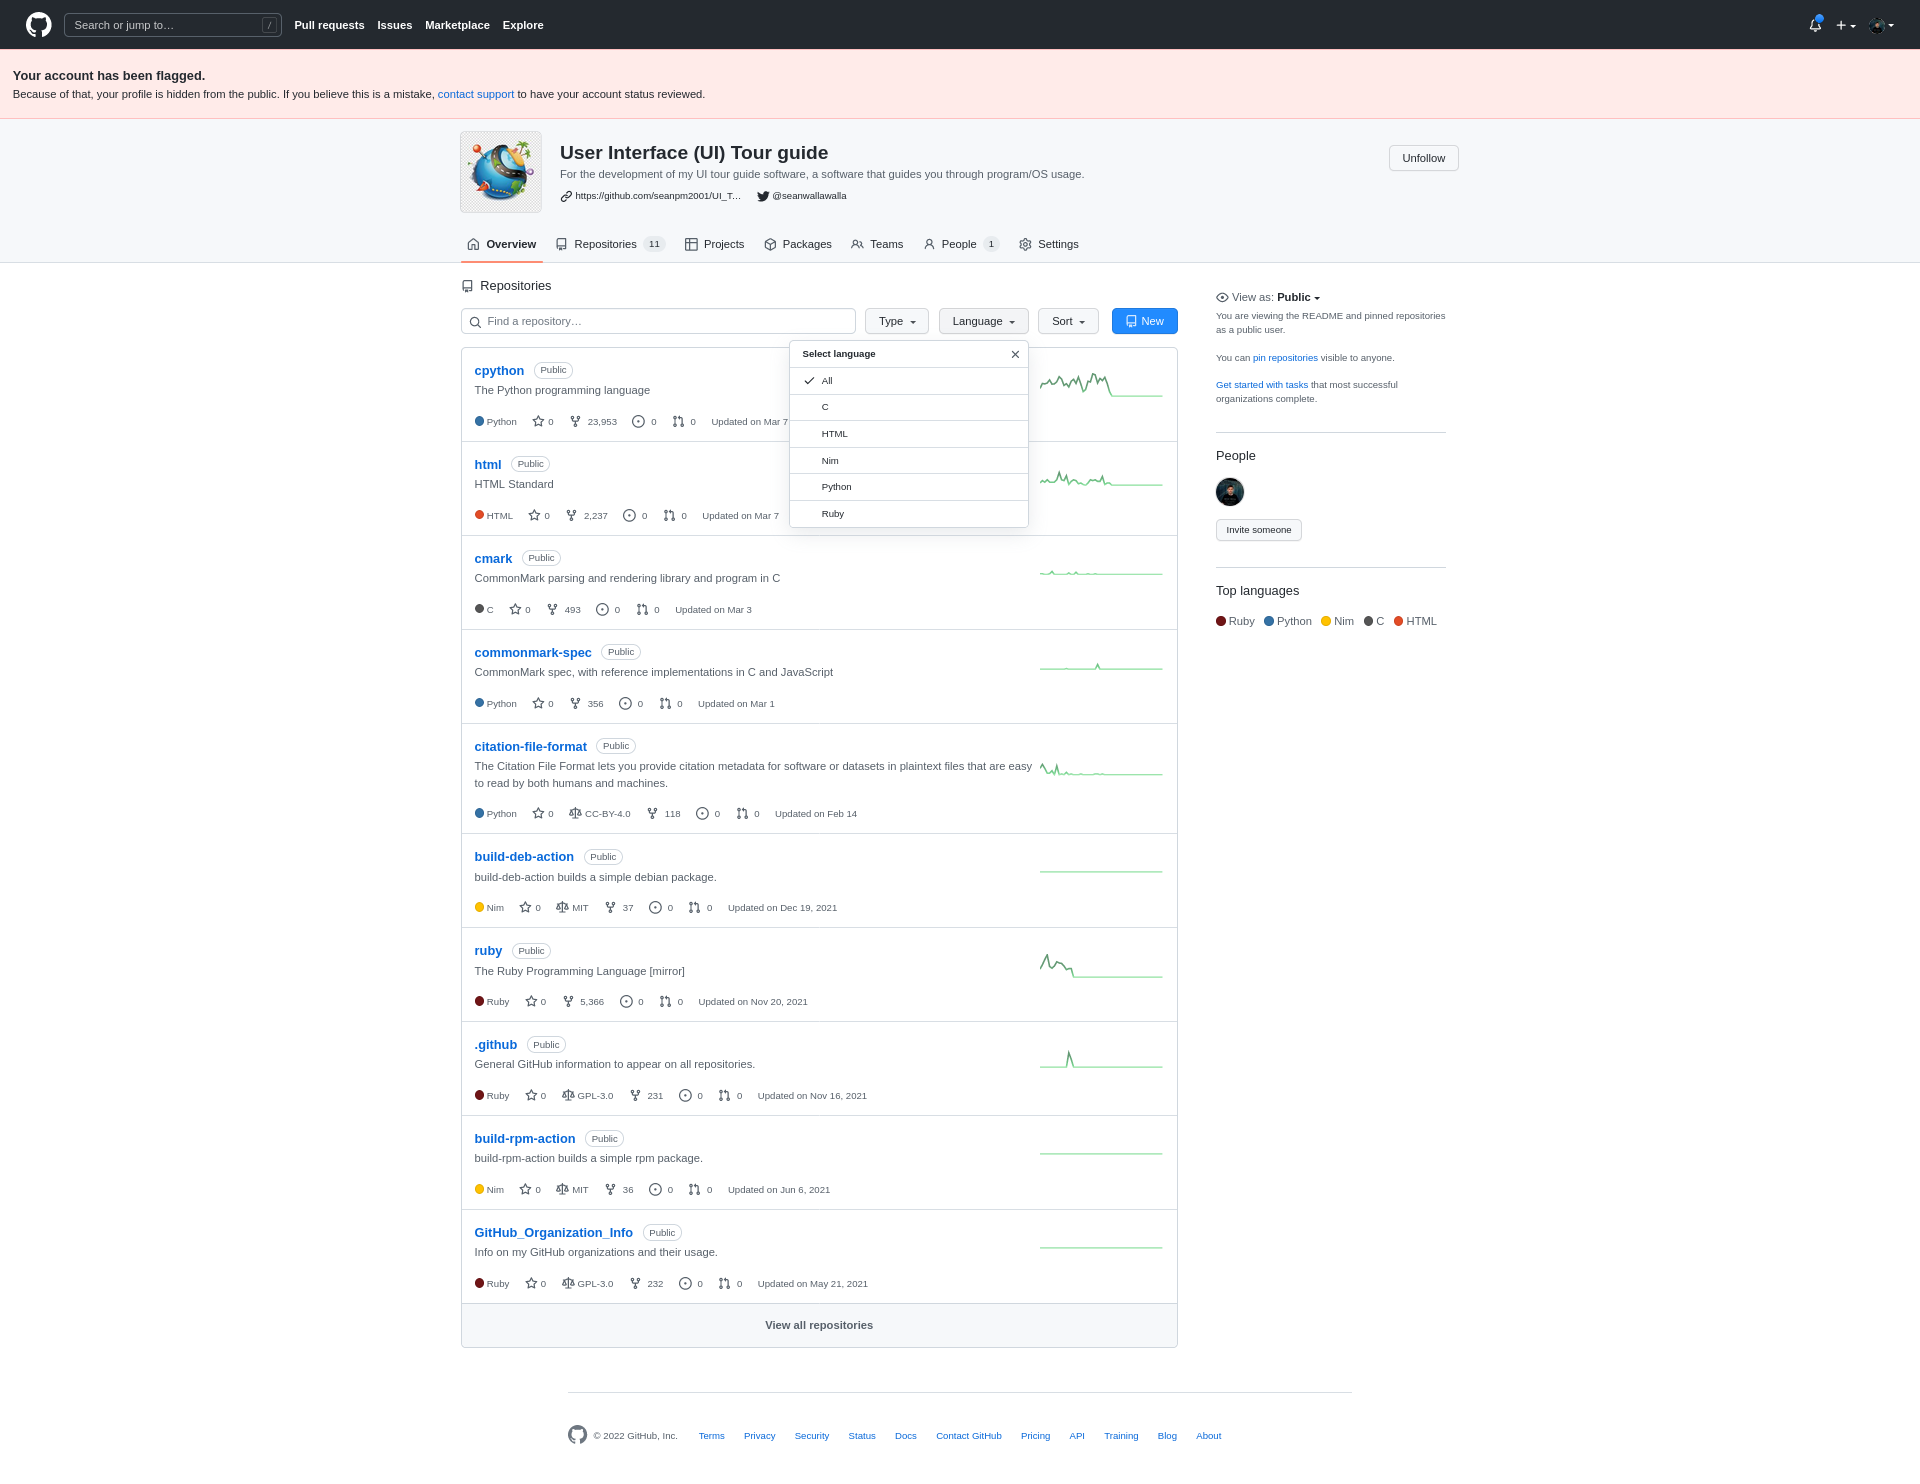 Search or jump to…
/
Pull requests Issues Marketplace Explore
Your account has been flagged.
Because of that, your profile is hidden from the public. If you believe this is a mistake, contact support to have your account status reviewed.
User Interface (UI) Tour guide
For the development of my UI tour guide software, a software that guides you through program/OS usage.
https://github.com/seanpm2001/UI_T… @seanwallawalla
Unfollow
Overview Repositories 11 Projects Packages Teams People 1 Settings
Repositories
Find a repository… Type Language Sort New
Select language
All
C
HTML
Nim
Python
Ruby
cpython Public
The Python programming language
Python 0 23,953 0 0 Updated on Mar 7
html Public
HTML Standard
HTML 0 2,237 0 0 Updated on Mar 7
cmark Public
CommonMark parsing and rendering library and program in C
C 0 493 0 0 Updated on Mar 3
commonmark-spec Public
CommonMark spec, with reference implementations in C and JavaScript
Python 0 356 0 0 Updated on Mar 1
citation-file-format Public
The Citation File Format lets you provide citation metadata for software or datasets in plaintext files that are easy
to read by both humans and machines.
Python 0 CC-BY-4.0 118 0 0 Updated on Feb 14
build-deb-action Public
build-deb-action builds a simple debian package.
Nim 0 MIT 37 0 0 Updated on Dec 19, 2021
ruby Public
The Ruby Programming Language [mirror]
Ruby 0 5,366 0 0 Updated on Nov 20, 2021
.github Public
General GitHub information to appear on all repositories.
Ruby 0 GPL-3.0 231 0 0 Updated on Nov 16, 2021
build-rpm-action Public
build-rpm-action builds a simple rpm package.
Nim 0 MIT 36 0 0 Updated on Jun 6, 2021
GitHub_Organization_Info Public
Info on my GitHub organizations and their usage.
Ruby 0 GPL-3.0 232 0 0 Updated on May 21, 2021
View all repositories
View as: Public
You are viewing the README and pinned repositories
as a public user.
You can pin repositories visible to anyone.
Get started with tasks that most successful
organizations complete.
People
Invite someone
Top languages
Ruby Python Nim C HTML
© 2022 GitHub, Inc. Terms Privacy Security Status Docs Contact GitHub Pricing API Training Blog About